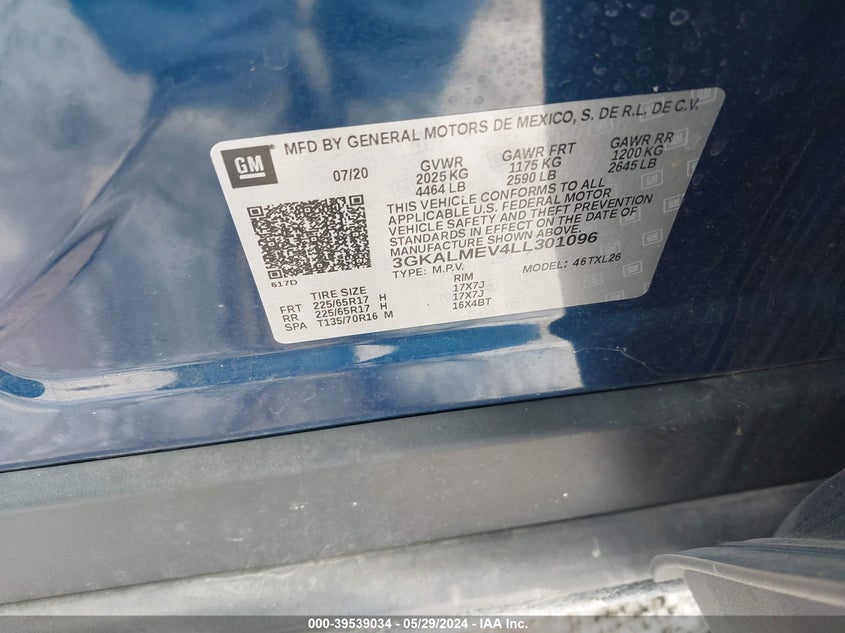 MFD BY GENERAL MOTORS DE MEXICO, S. DE R.L. DE C.V.
GM
07/20
GVWR GAWR FRT GAWR RR
2025 KG 1175 KG 1200 KG
4464 LB 2590 LB 2645 LB
THIS VEHICLE CONFORMS TO ALL
APPLICABLE U.S. FEDERAL MOTOR
VEHICLE SAFETY AND THEFT PREVENTION
STANDARDS IN EFFECT ON THE DATE OF
MANUFACTURE SHOWN ABOVE.
3GKALMEV4LL301096
617D
TYPE: M.P.V. MODEL: 46TXL26
TIRE SIZE RIM
FRT 225/65R17 H 17X7J
RR 225/65R17 H 17X7J
SPA T135/70R16 M 16X4BT
000-39539034 / 05/29/2024 - IAA Inc.